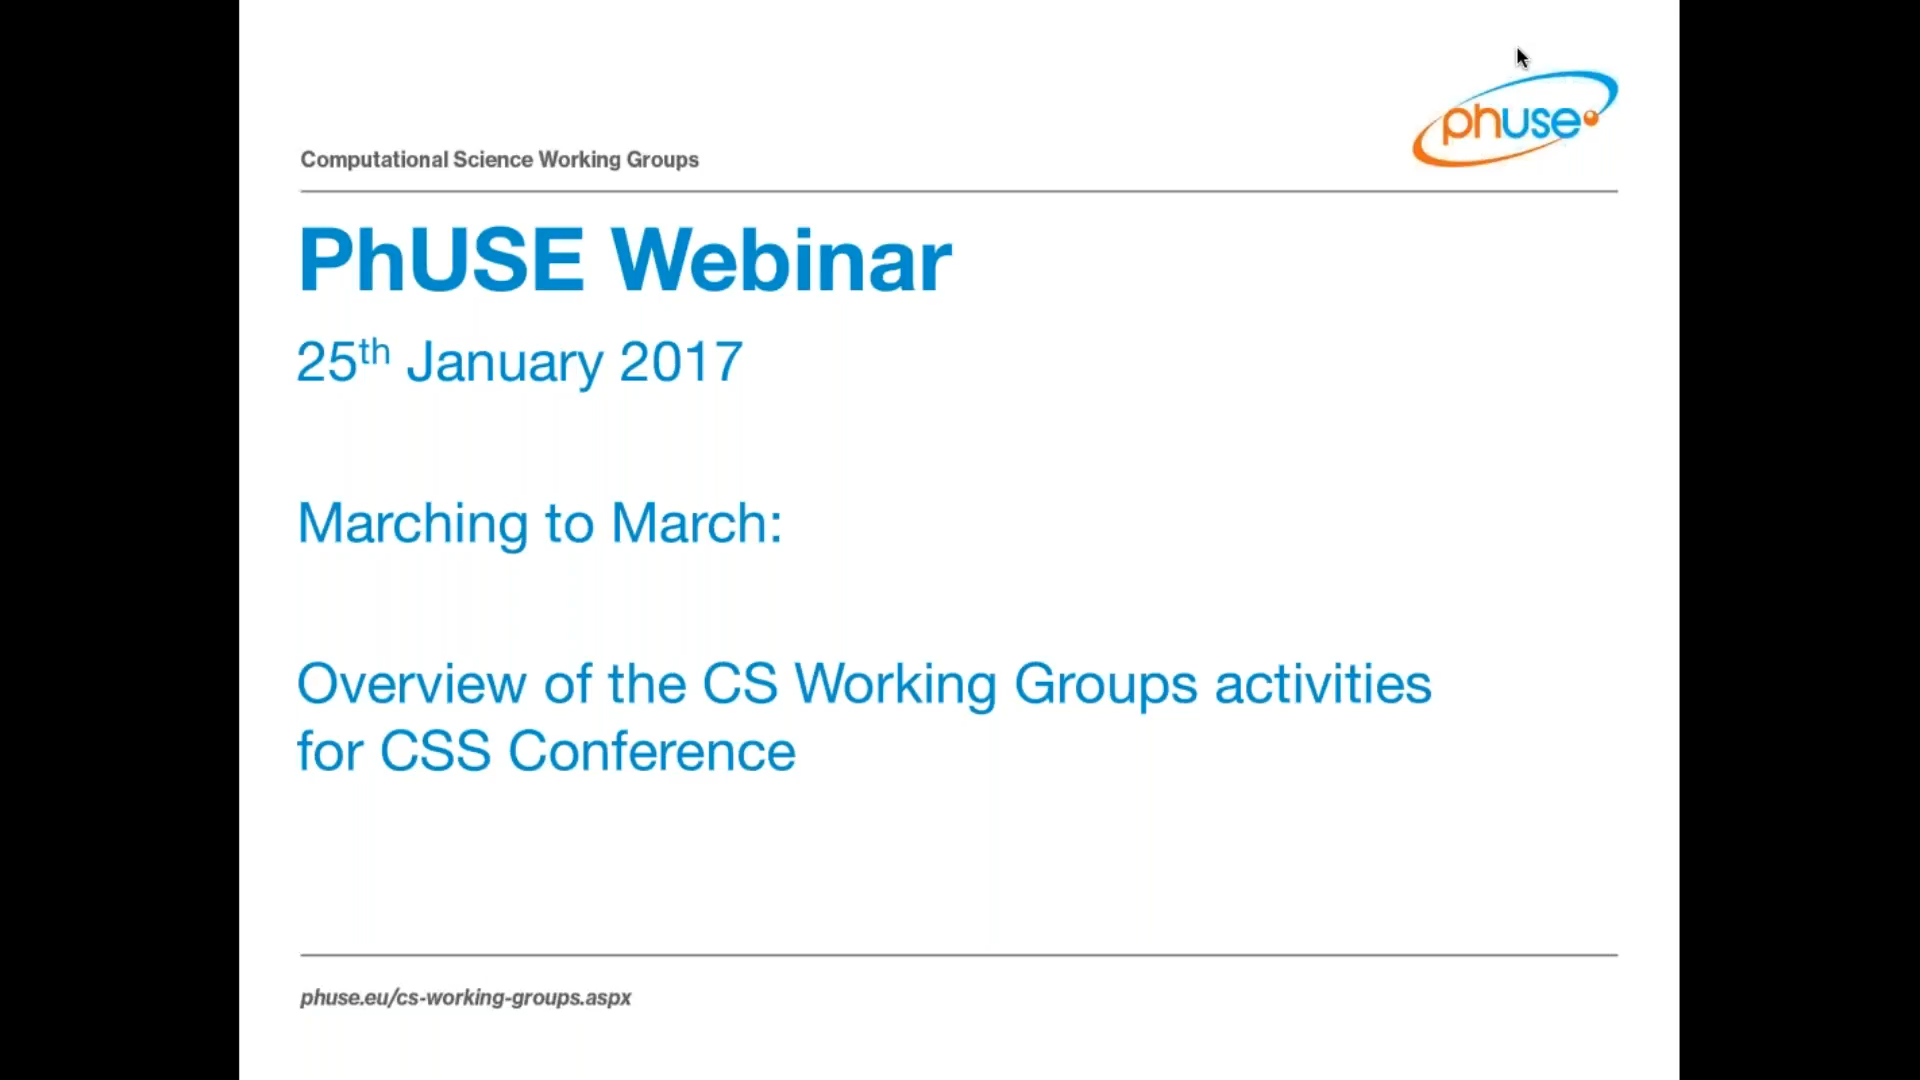 phuse
Computational Science Working Groups
PhUSE Webinar
25th January 2017
Marching to March:
Overview of the CS Working Groups activities
for CSS Conference
phuse.eu/cs-working-groups.aspx